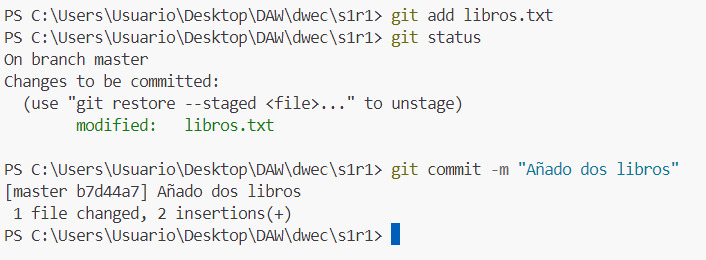 PS C:\Users\Usuario\Desktop\DAW\dwec\s1r1> git add libros.txt
PS C:\Users\Usuario\Desktop\DAW\dwec\s1r1> git status
On branch master
Changes to be committed:
  (use "git restore --staged <file>..." to unstage)
        modified:   libros.txt

PS C:\Users\Usuario\Desktop\DAW\dwec\s1r1> git commit -m "Añado dos libros"
[master b7d44a7] Añado dos libros
 1 file changed, 2 insertions(+)
PS C:\Users\Usuario\Desktop\DAW\dwec\s1r1>